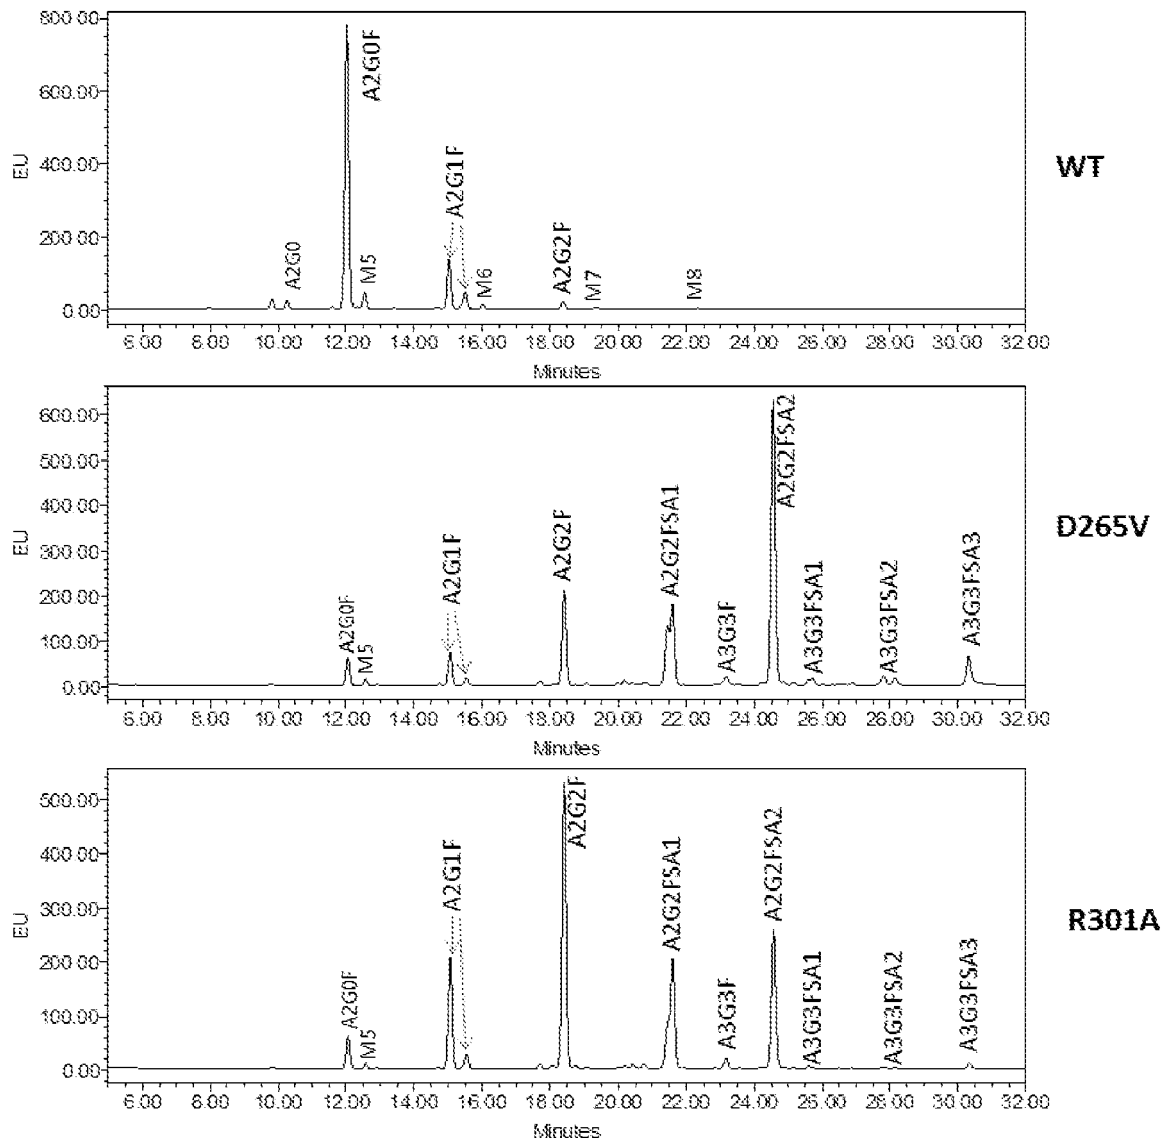 800.00
600.00
400.00
200.00
0.00
EU
A2G0
A2G0F
M5
A2G1F
M6
A2G2F
M7
M8
6.00 8.00 10.00 12.00 14.00 16.00 18.00 20.00 22.00 24.00 26.00 28.00 30.00 32.00
Minutes
WT
600.00
500.00
400.00
300.00
200.00
100.00
0.00
EU
A2G0F
M5
A2G1F
A2G2F
A2G2FSA1
A3G3F
A2G2FSA2
A3G3FSA1
A3G3FSA2
A3G3FSA3
6.00 8.00 10.00 12.00 14.00 16.00 18.00 20.00 22.00 24.00 26.00 28.00 30.00 32.00
Minutes
D265V
500.00
400.00
300.00
200.00
100.00
0.00
EU
A2G0F
M5
A2G1F
A2G2F
A2G2FSA1
A3G3F
A2G2FSA2
A3G3FSA1
A3G3FSA2
A3G3FSA3
6.00 8.00 10.00 12.00 14.00 16.00 18.00 20.00 22.00 24.00 26.00 28.00 30.00 32.00
Minutes
R301A